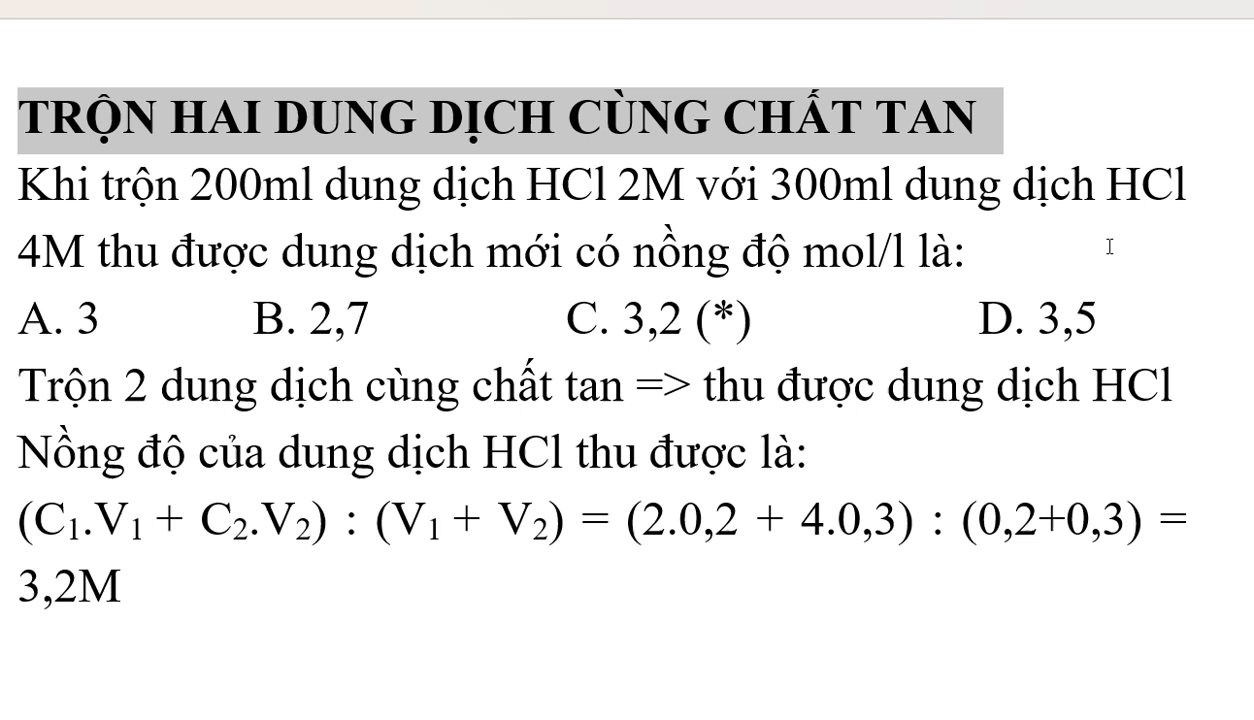 TRỘN HAI DUNG DỊCH CÙNG CHẤT TAN
Khi trộn 200ml dung dịch HCl 2M với 300ml dung dịch HCl
4M thu được dung dịch mới có nồng độ mol/l là:
A. 3 B. 2,7 C. 3,2 (*) D. 3,5
Trộn 2 dung dịch cùng chất tan => thu được dung dịch HCl
Nồng độ của dung dịch HCl thu được là:
(C₁.V₁ + C₂.V₂) : (V₁ + V₂) = (2.0,2 + 4.0,3) : (0,2+0,3) =
3,2M